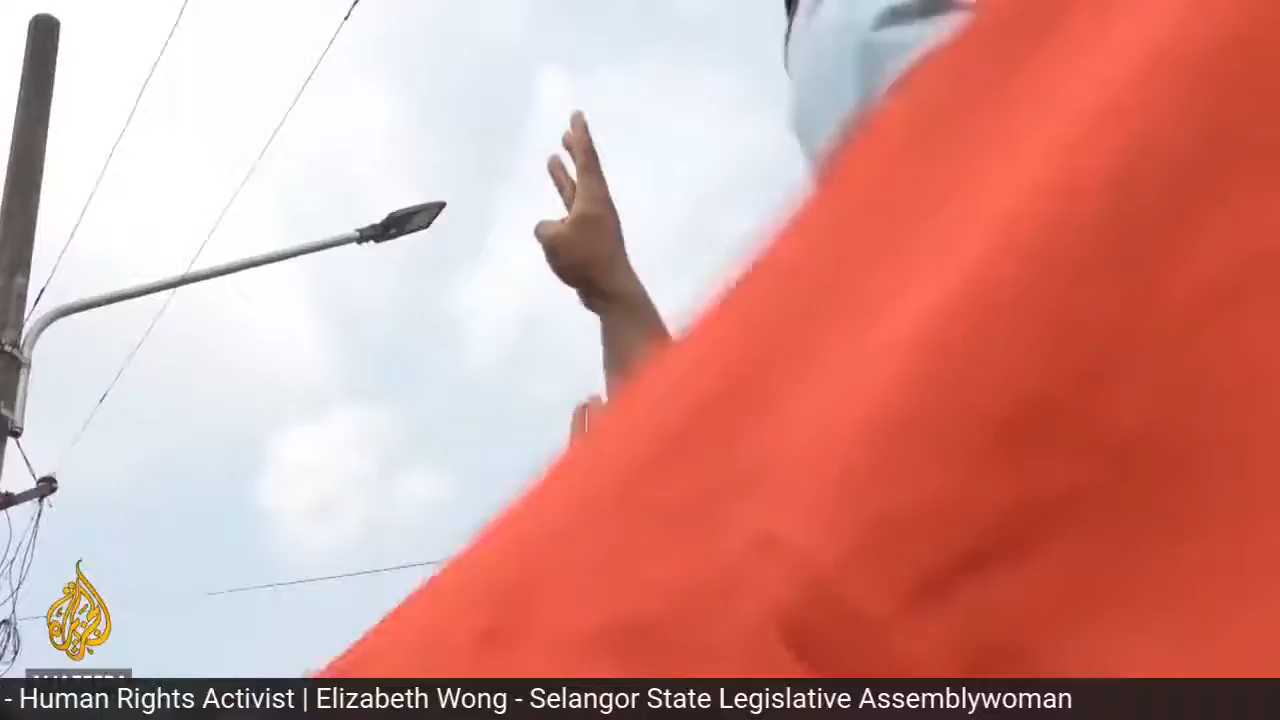 - Human Rights Activist | Elizabeth Wong - Selangor State Legislative Assemblywoman